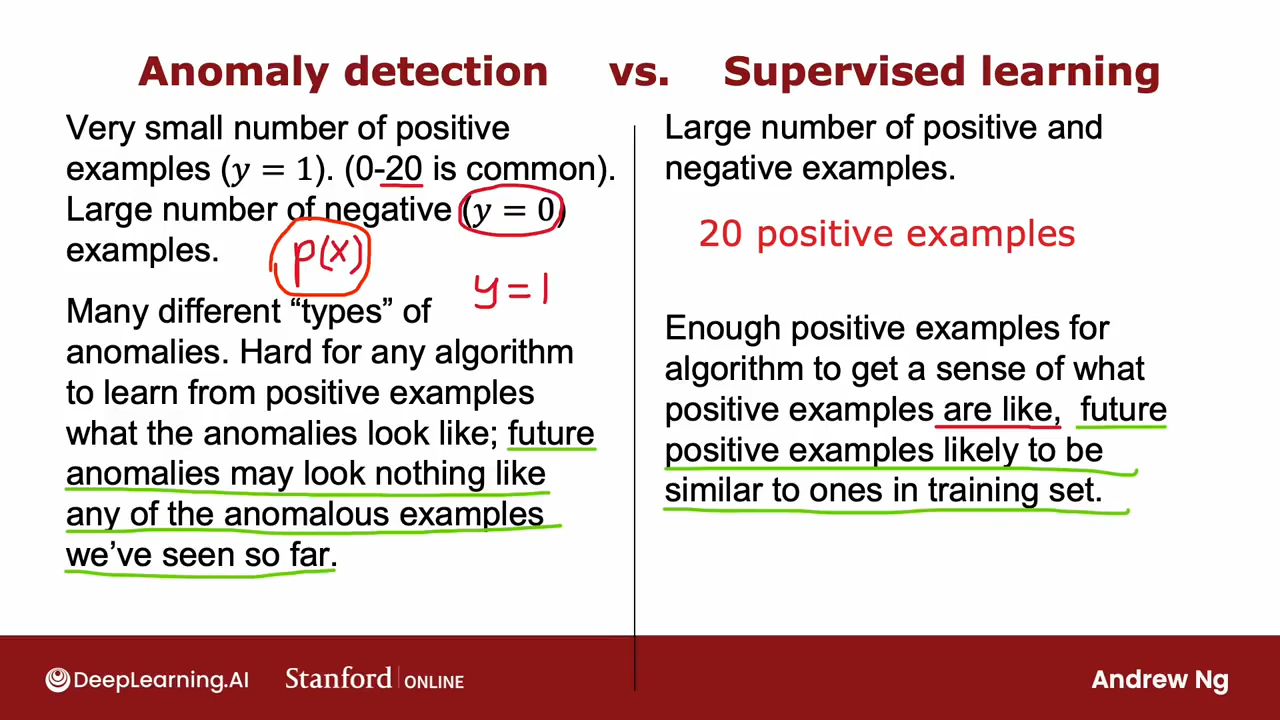 Anomaly detection vs. Supervised learning
Very small number of positive
examples (y = 1). (0-20 is common).
Large number of negative (y = 0)
examples.
p(x)
y = 1
Many different “types” of
anomalies. Hard for any algorithm
to learn from positive examples
what the anomalies look like; future
anomalies may look nothing like
any of the anomalous examples
we’ve seen so far.
Large number of positive and
negative examples.
20 positive examples
Enough positive examples for
algorithm to get a sense of what
positive examples are like, future
positive examples likely to be
similar to ones in training set.
DeepLearning.AI Stanford ONLINE Andrew Ng